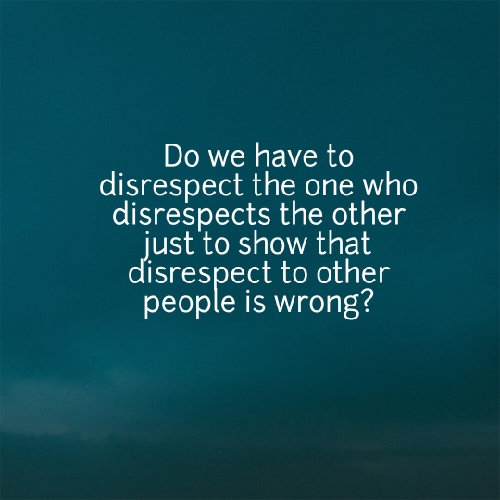 Do we have to
disrespect the one who
disrespects the other
just to show that
disrespect to other
people is wrong?